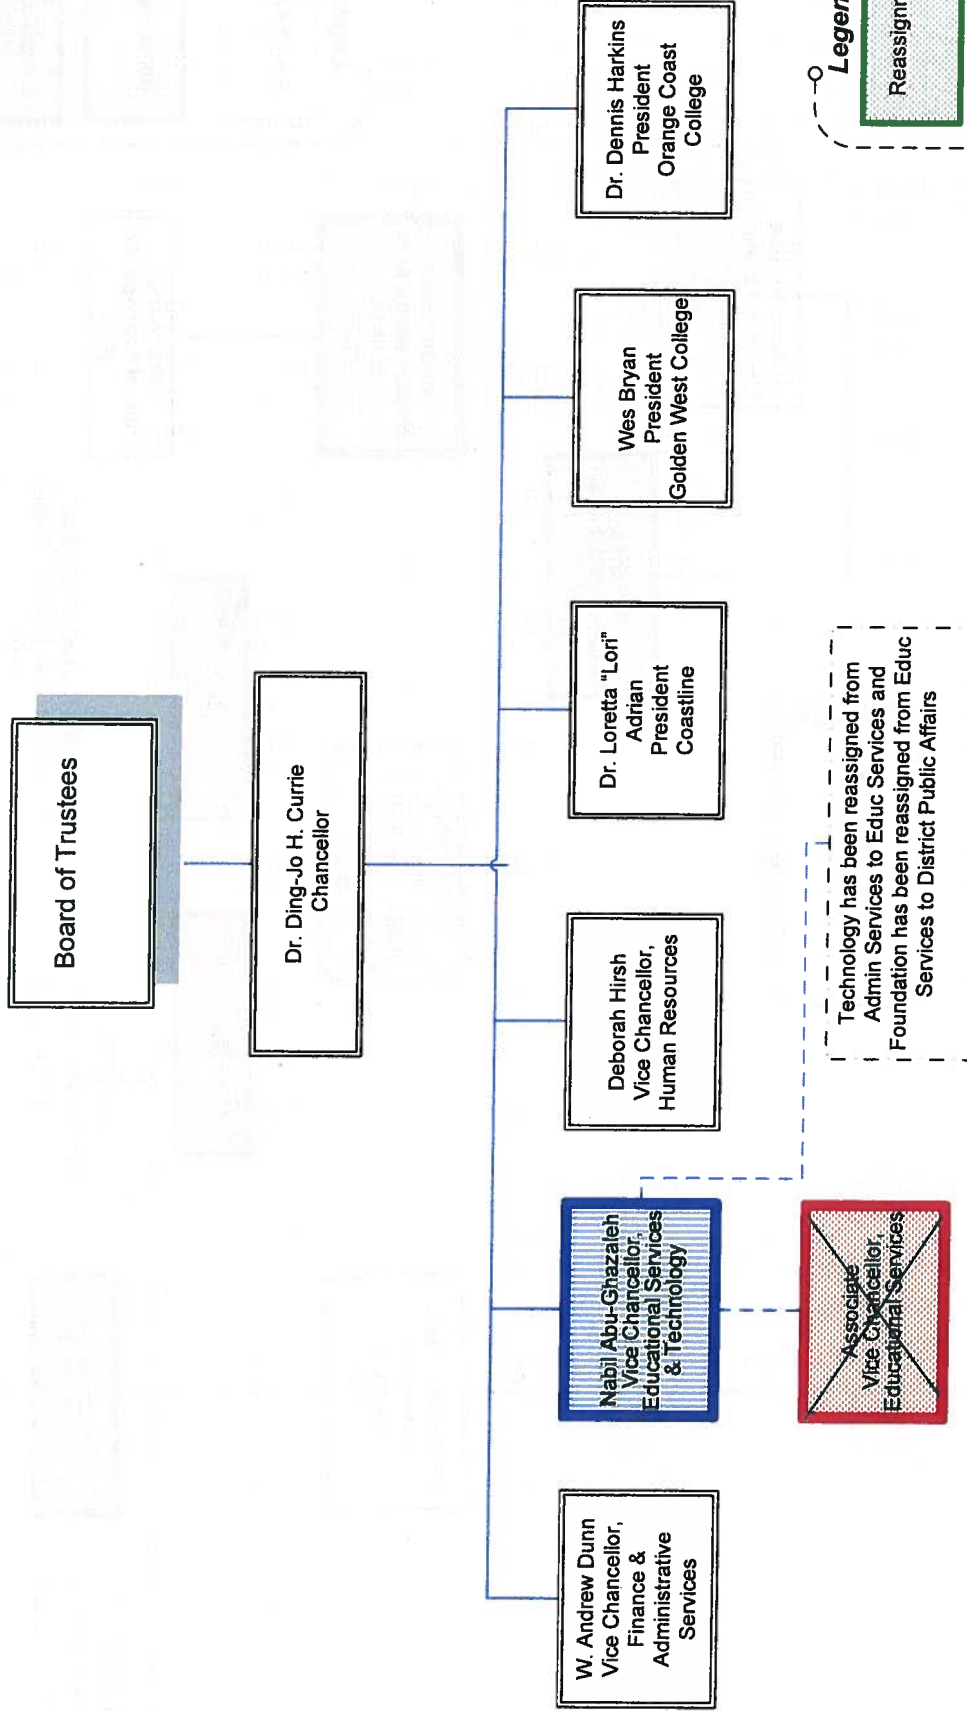 Board of Trustees
Dr. Ding-Jo H. Currie
Chancellor
W. Andrew Dunn
Vice Chancellor,
Finance &
Administrative
Services
Nabil Abu-Ghazaleh
Vice Chancellor,
Educational Services
& Technology
Deborah Hirsh
Vice Chancellor,
Human Resources
Dr. Loretta "Lori"
Adrian
President
Coastline
Wes Bryan
President
Golden West College
Dr. Dennis Harkins
President
Orange Coast
College
Associate
Vice Chancellor,
Educational Services
Technology has been reassigned from
Admin Services to Educ Services and
Foundation has been reassigned from Educ
Services to District Public Affairs